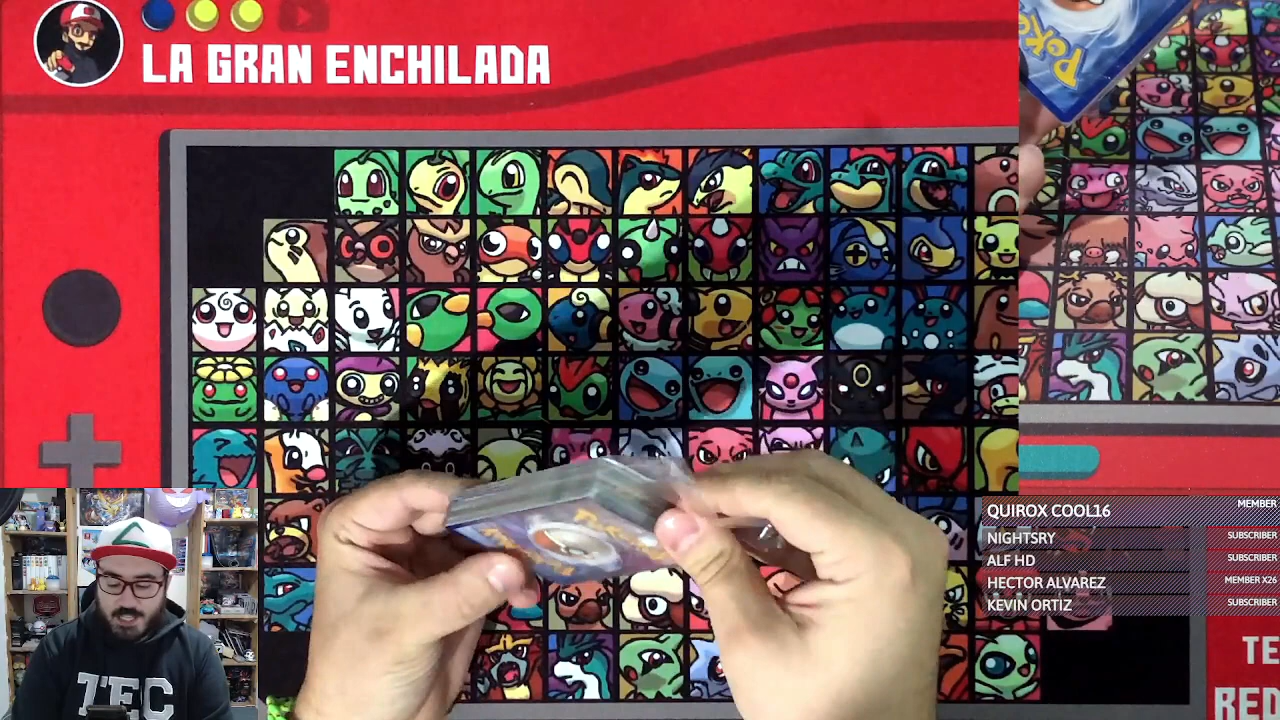 LA GRAN ENCHILADA
QUIROX COOL16 MEMBER
NIGHTSRY SUBSCRIBER
ALF HD SUBSCRIBER
HECTOR ALVAREZ MEMBER X26
KEVIN ORTIZ SUBSCRIBER
TE
RED
TEC